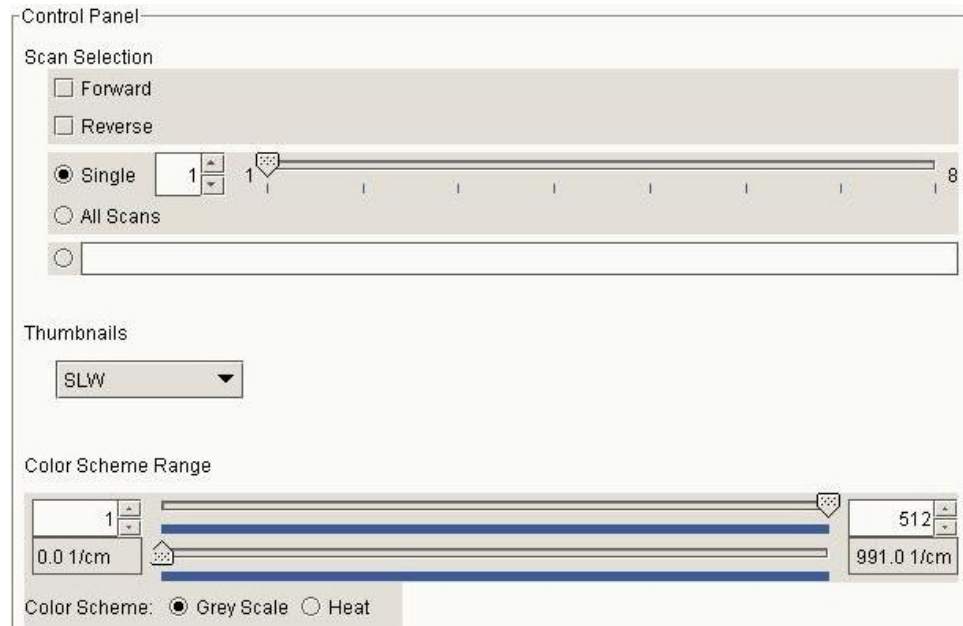 Control Panel
Scan Selection
Forward
Reverse
Single 1 1 8
All Scans
Thumbnails
SLW
Color Scheme Range
1 512
0.0 1/cm 991.0 1/cm
Color Scheme: Grey Scale Heat